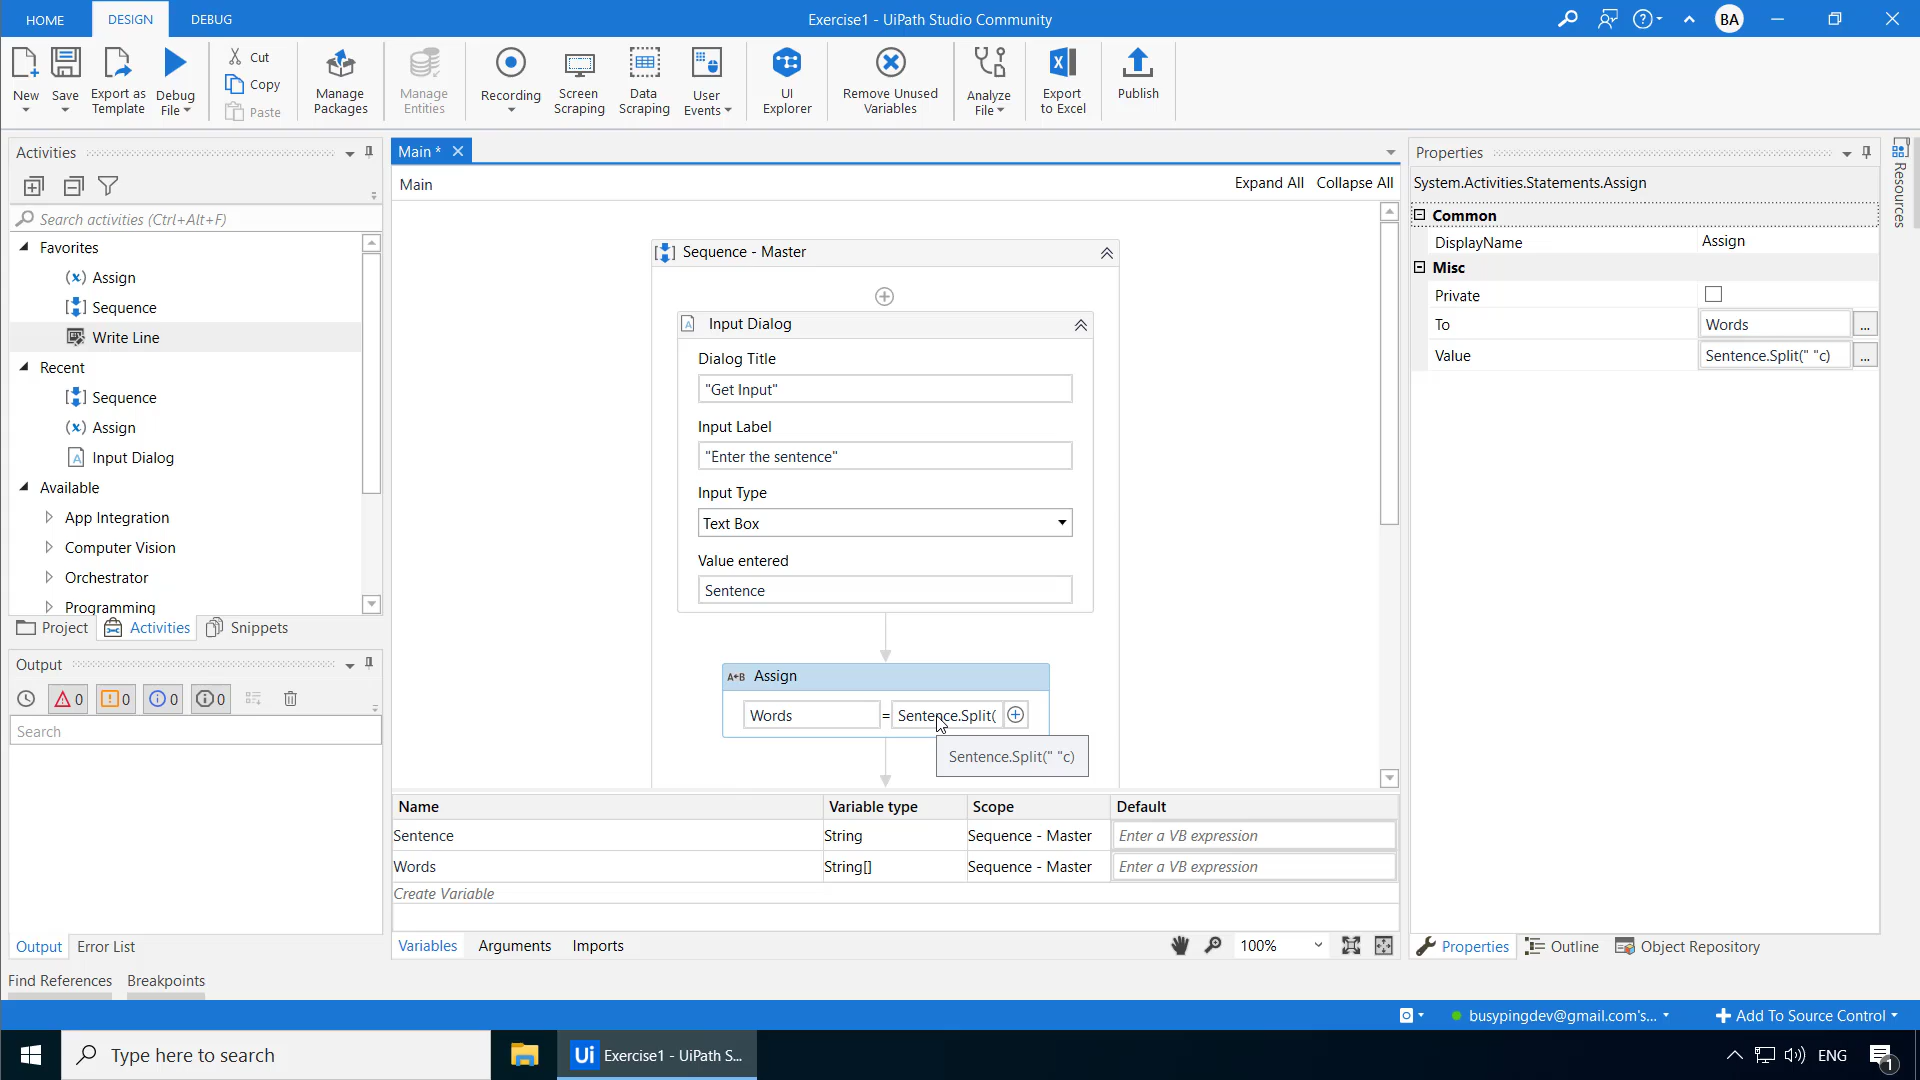 HOME
DESIGN
DEBUG
Exercise1 - UiPath Studio Community
BA
New
Save
Export as Template
Debug File
Cut
Copy
Paste
Manage Packages
Manage Entities
Recording
Screen Scraping
Data Scraping
User Events
UI Explorer
Remove Unused Variables
Analyze File
Export to Excel
Publish
Activities
Search activities (Ctrl+Alt+F)
Favorites
Assign
Sequence
Write Line
Recent
Sequence
Assign
Input Dialog
Available
App Integration
Computer Vision
Orchestrator
Programming
Project
Activities
Snippets
Output
0
0
0
0
Search
Output
Error List
Find References
Breakpoints
Main *
Main
Expand All
Collapse All
Sequence - Master
Input Dialog
Dialog Title
"Get Input"
Input Label
"Enter the sentence"
Input Type
Text Box
Value entered
Sentence
A+B Assign
Words = Sentence.Split(
Sentence.Split(" "c)
Name Variable type Scope Default
Sentence String Sequence - Master Enter a VB expression
Words String[] Sequence - Master Enter a VB expression
Create Variable
Variables
Arguments
Imports
100%
Properties
System.Activities.Statements.Assign
Common
DisplayName Assign
Misc
Private
To Words ...
Value Sentence.Split(" "c) ...
Properties
Outline
Object Repository
Resources
busypingdev@gmail.com's...
Add To Source Control
Type here to search
Ui Exercise1 - UiPath S...
ENG
1